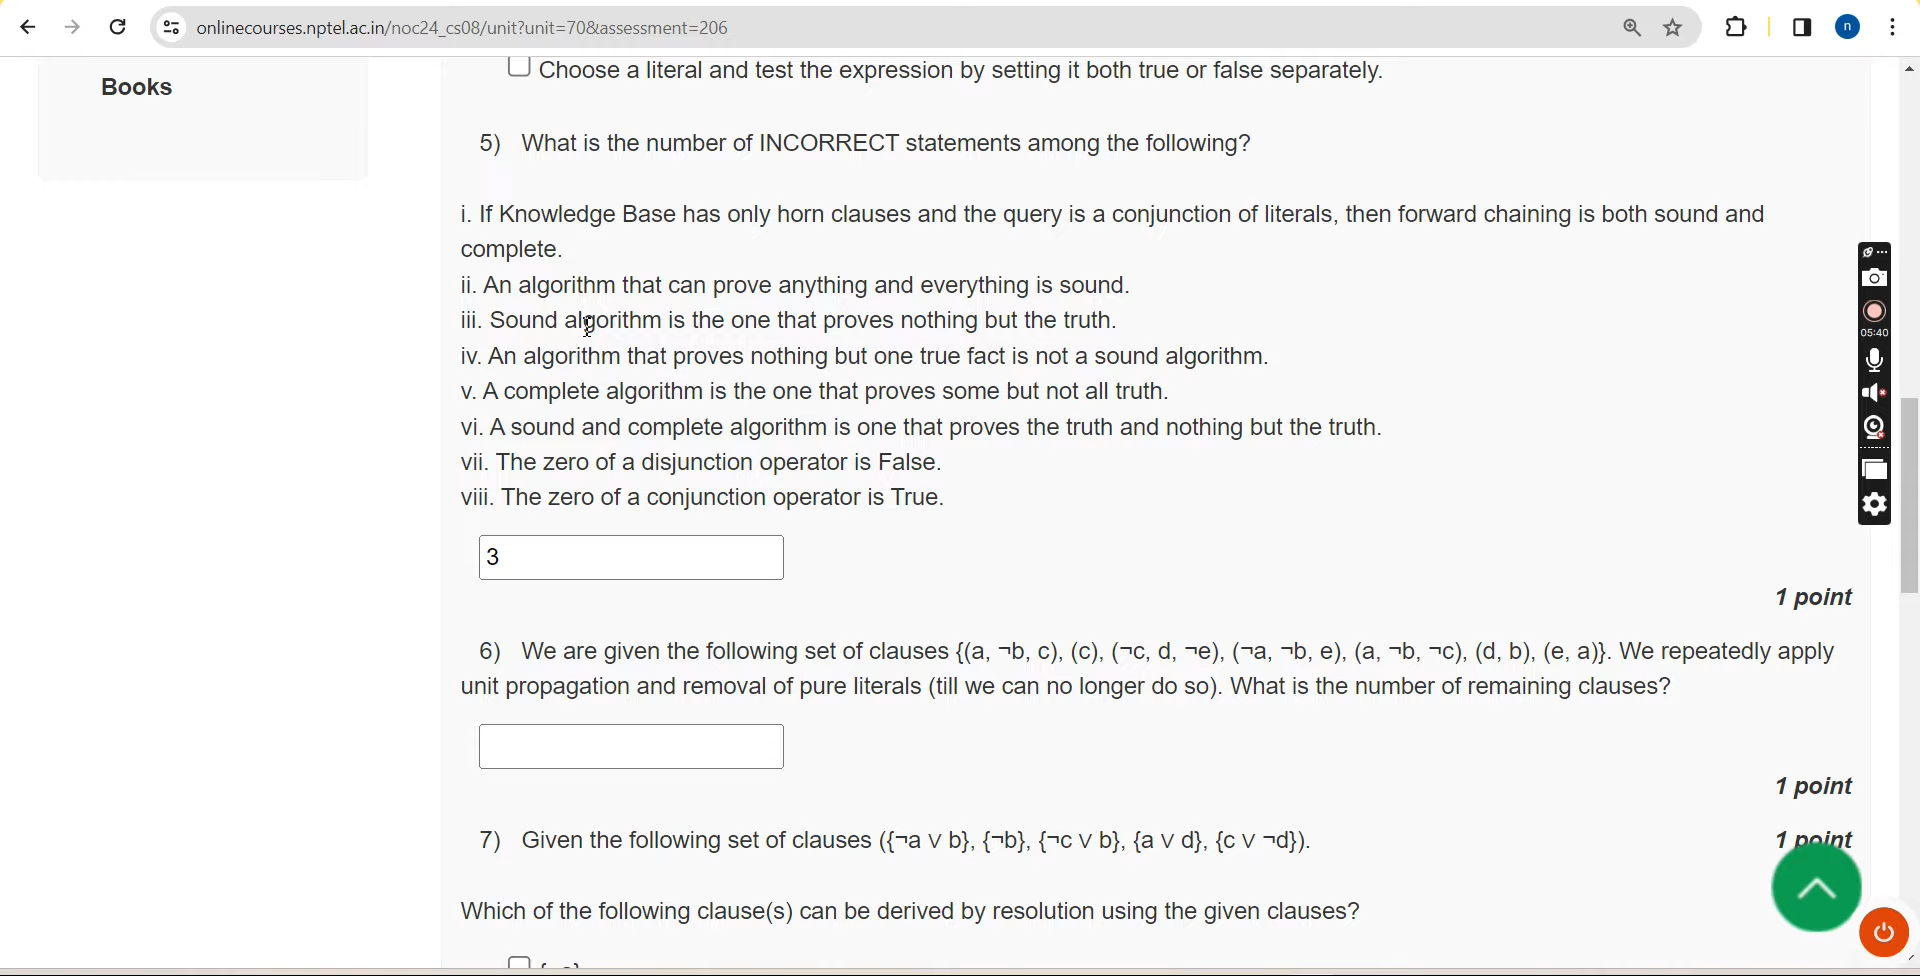 onlinecourses.nptel.ac.in/noc24_cs08/unit?unit=70&assessment=206
n
Books
Choose a literal and test the expression by setting it both true or false separately.
5) What is the number of INCORRECT statements among the following?
i. If Knowledge Base has only horn clauses and the query is a conjunction of literals, then forward chaining is both sound and
complete.
ii. An algorithm that can prove anything and everything is sound.
iii. Sound algorithm is the one that proves nothing but the truth.
iv. An algorithm that proves nothing but one true fact is not a sound algorithm.
v. A complete algorithm is the one that proves some but not all truth.
vi. A sound and complete algorithm is one that proves the truth and nothing but the truth.
vii. The zero of a disjunction operator is False.
viii. The zero of a conjunction operator is True.
05:40
3
1 point
6) We are given the following set of clauses {(a, ¬b, c), (c), (¬c, d, ¬e), (¬a, ¬b, e), (a, ¬b, ¬c), (d, b), (e, a)}. We repeatedly apply
unit propagation and removal of pure literals (till we can no longer do so). What is the number of remaining clauses?
1 point
7) Given the following set of clauses ({¬a V b}, {¬b}, {¬c V b}, {a V d}, {c V ¬d}).
1 point
Which of the following clause(s) can be derived by resolution using the given clauses?